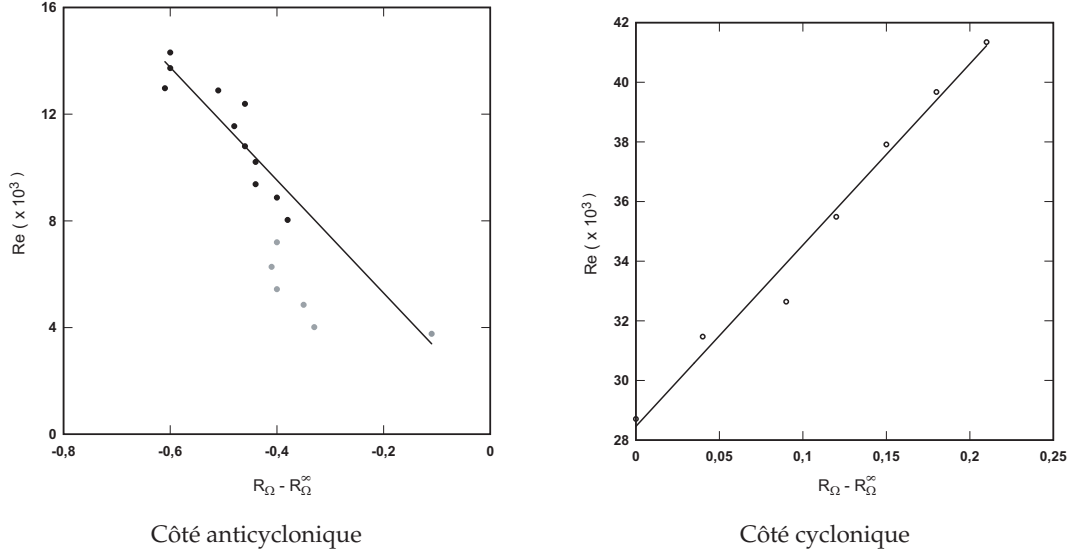 16
12
8
4
0
Re ( x 10³ )
-0,8 -0,6 -0,4 -0,2 0
R_Ω - R_Ω^∞
Côté anticyclonique
42
40
38
36
34
32
30
28
Re ( x 10³ )
0 0,05 0,1 0,15 0,2 0,25
R_Ω - R_Ω^∞
Côté cyclonique